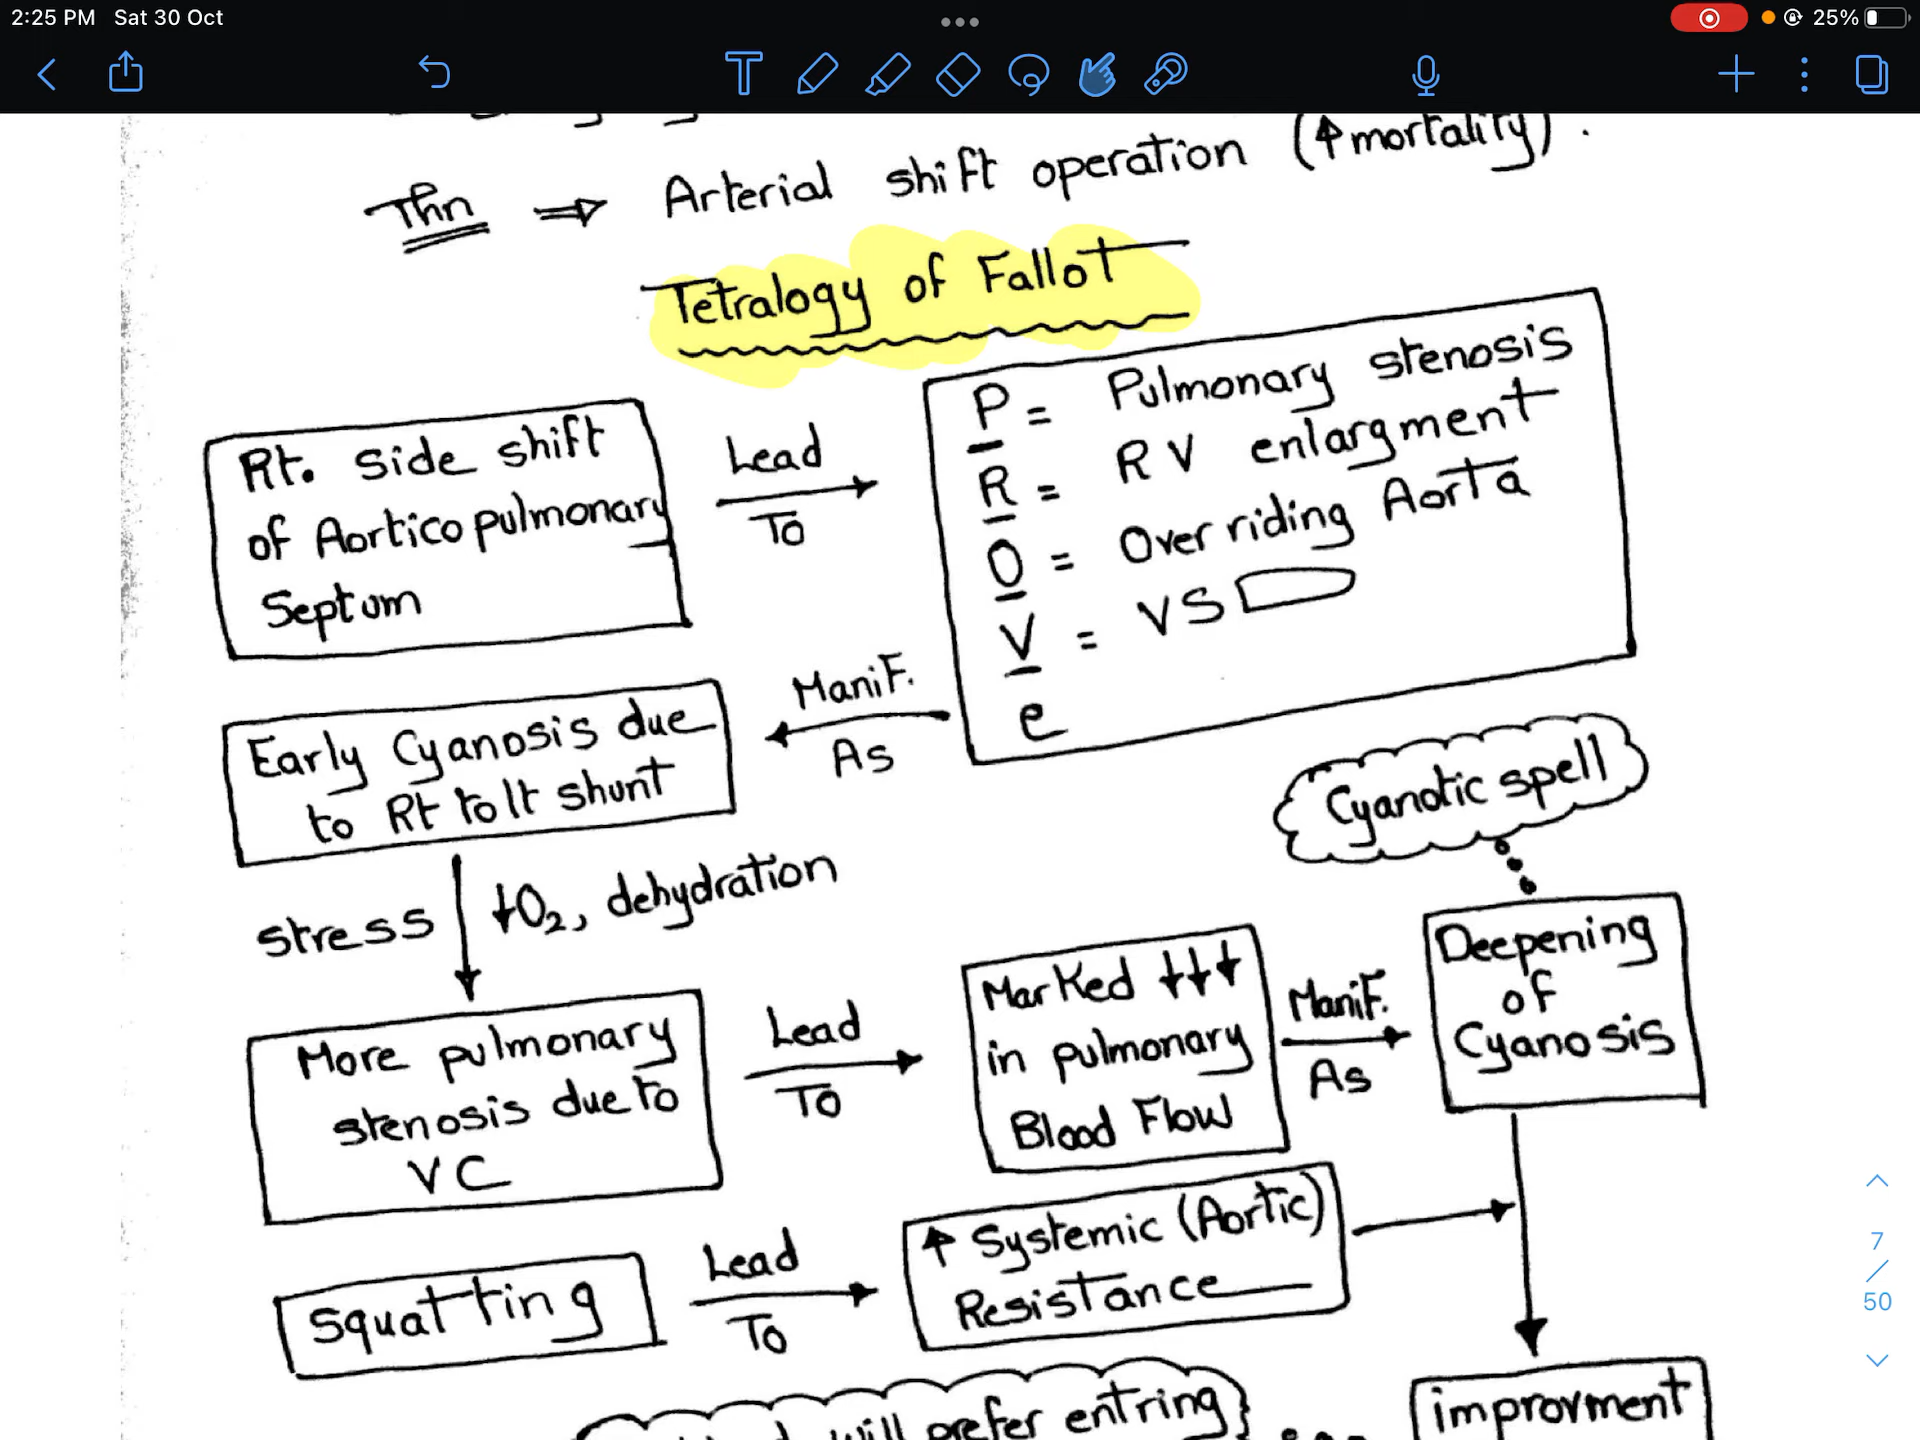 2:25 PM Sat 30 Oct
25%
Thn ⇒ Arterial shift operation (↑mortality).
Tetralogy of Fallot
Rt. side shift
of Aortico pulmonary
Septum
Lead
To
P = Pulmonary stenosis
R = RV enlargment
O = Over riding Aorta
V = VS
e
Manif.
As
Early Cyanosis due
to Rt to lt shunt
Cyanotic spell
stress
↓O2, dehydration
More pulmonary
stenosis due to
VC
Lead
To
Marked ↓↓↓
in pulmonary
Blood Flow
Manif.
As
Deepening
of
Cyanosis
Squatting
Lead
To
↑ Systemic (Aortic)
Resistance
will prefer entring
improvment
7
/
50